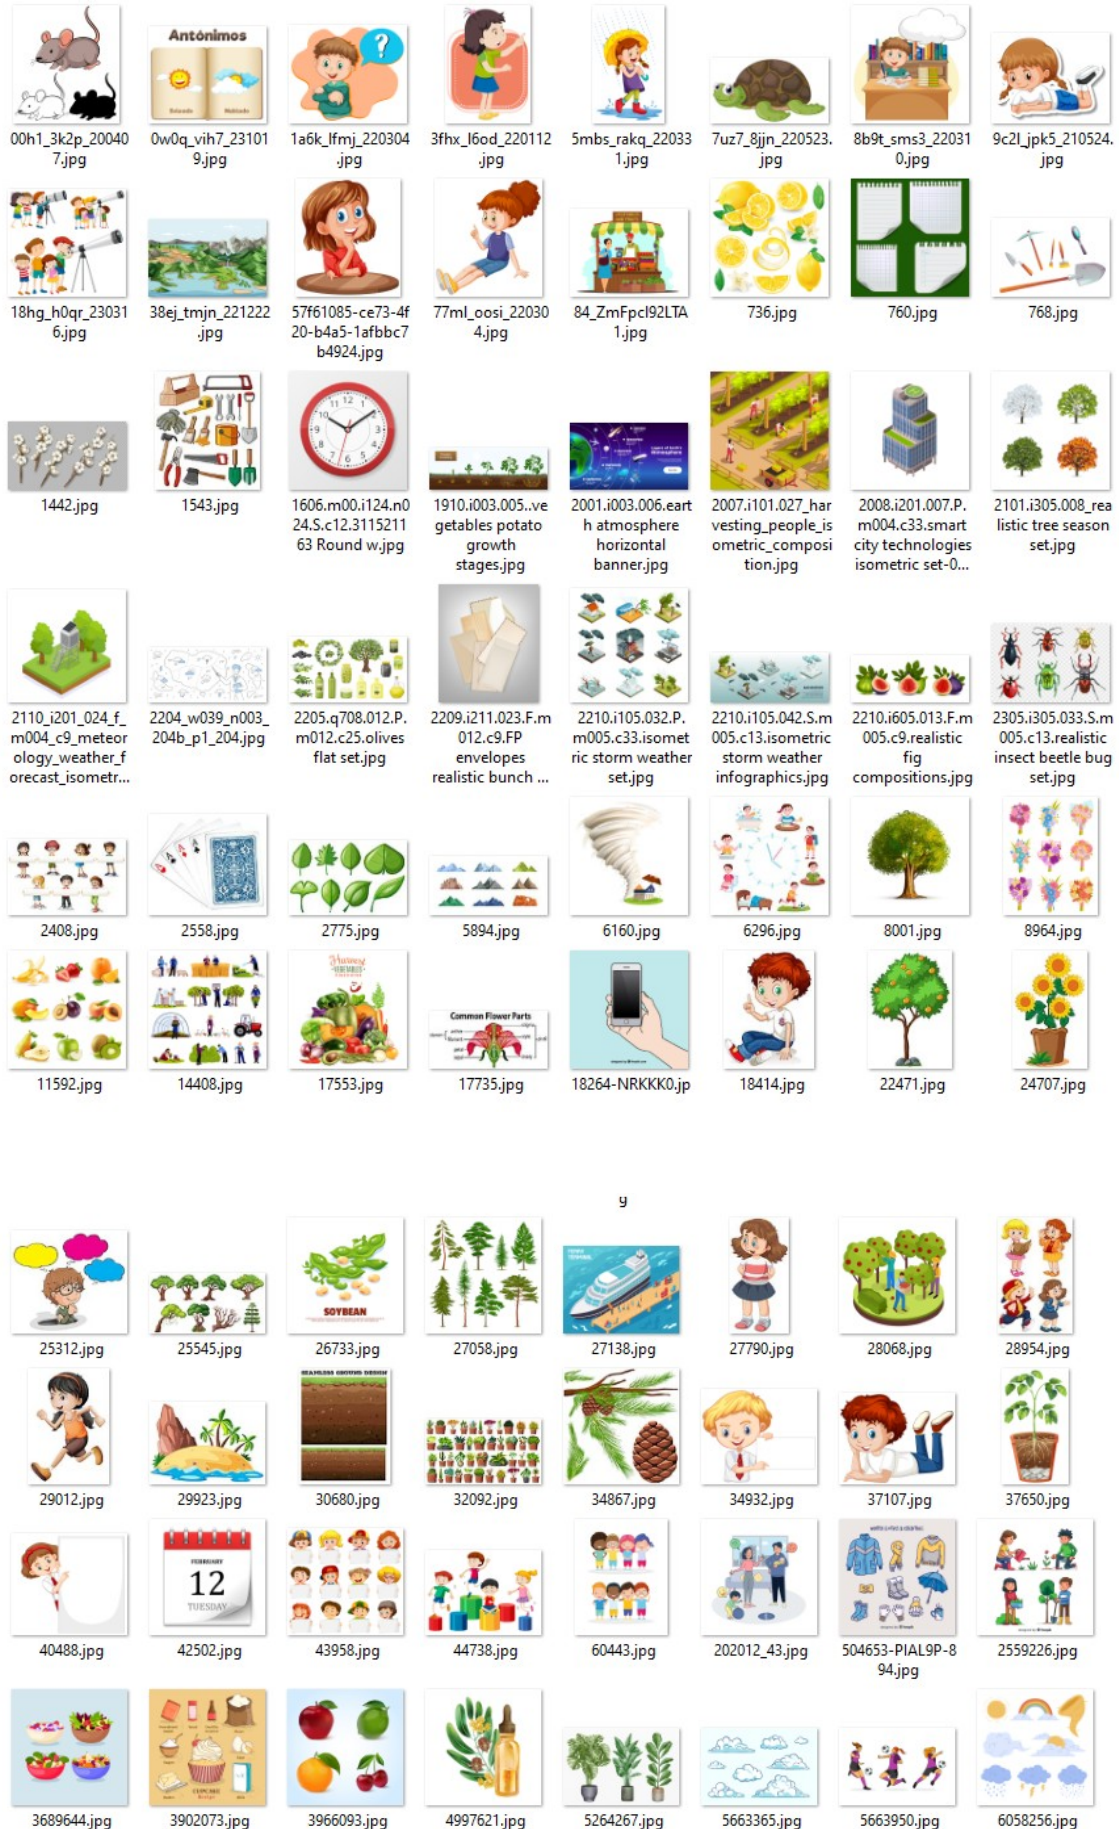 Antónimos
00h1_3k2p_20040
7.jpg
0w0q_vih7_23101
9.jpg
1a6k_lfmj_220304
.jpg
3fhx_l6od_220112
.jpg
5mbs_rakq_22033
1.jpg
7uz7_8jjn_220523.
jpg
8b9t_sms3_22031
0.jpg
9c2l_jpk5_210524.
jpg
18hg_h0qr_23031
6.jpg
38ej_tmjn_221222
.jpg
57f61085-ce73-4f
20-b4a5-1afbbc7
b4924.jpg
77ml_oosi_22030
4.jpg
84_ZmFpcl92LTA
1.jpg
736.jpg
760.jpg
768.jpg
1442.jpg
1543.jpg
1606.m00.i124.n0
24.S.c12.3115211
63 Round w.jpg
1910.i003.005..ve
getables potato
growth
stages.jpg
2001.i003.006.eart
h atmosphere
horizontal
banner.jpg
2007.i101.027_har
vesting_people_is
ometric_composi
tion.jpg
2008.i201.007.P.
m004.c33.smart
city technologies
isometric set-0...
2101.i305.008_rea
listic tree season
set.jpg
2110_i201_024_f_
m004_c9_meteor
ology_weather_f
orecast_isometr...
2204_w039_n003_
204b_p1_204.jpg
2205.q708.012.P.
m012.c25.olives
flat set.jpg
2209.i211.023.F.m
012.c9.FP
envelopes
realistic bunch ...
2210.i105.032.P.
m005.c33.isomet
ric storm weather
set.jpg
2210.i105.042.S.m
005.c13.isometric
storm weather
infographics.jpg
2210.i605.013.F.m
005.c9.realistic
fig
compositions.jpg
2305.i305.033.S.m
005.c13.realistic
insect beetle bug
set.jpg
2408.jpg
2558.jpg
2775.jpg
5894.jpg
6160.jpg
6296.jpg
8001.jpg
8964.jpg
Harvest
VEGETABLES
Common Flower Parts
11592.jpg
14408.jpg
17553.jpg
17735.jpg
18264-NRKKK0.jp
18414.jpg
22471.jpg
24707.jpg
g
SOYBEAN
25312.jpg
25545.jpg
26733.jpg
27058.jpg
27138.jpg
27790.jpg
28068.jpg
28954.jpg
SEAMLESS GROUND DESIGN
29012.jpg
29923.jpg
30680.jpg
32092.jpg
34867.jpg
34932.jpg
37107.jpg
37650.jpg
FEBRUARY
12
TUESDAY
40488.jpg
42502.jpg
43958.jpg
44738.jpg
60443.jpg
202012_43.jpg
504653-PIAL9P-8
94.jpg
2559226.jpg
CUPCAKE
3689644.jpg
3902073.jpg
3966093.jpg
4997621.jpg
5264267.jpg
5663365.jpg
5663950.jpg
6058256.jpg